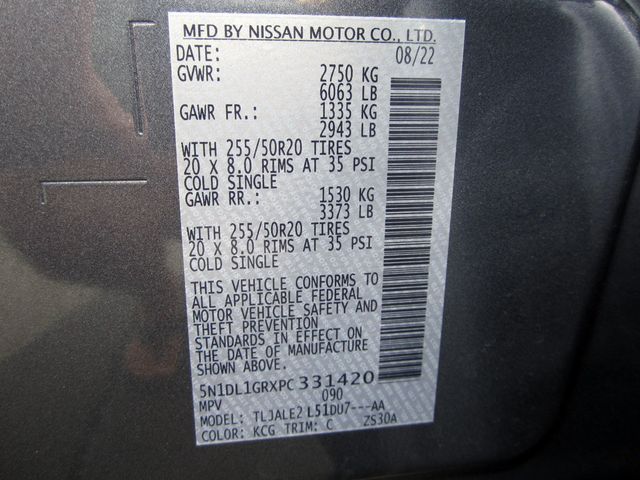 MFD BY NISSAN MOTOR CO., LTD.
DATE: 08/22
GVWR: 2750 KG
6063 LB
GAWR FR.: 1335 KG
2943 LB
WITH 255/50R20 TIRES
20 X 8.0 RIMS AT 35 PSI
COLD SINGLE
GAWR RR.: 1530 KG
3373 LB
WITH 255/50R20 TIRES
20 X 8.0 RIMS AT 35 PSI
COLD SINGLE
THIS VEHICLE CONFORMS TO
ALL APPLICABLE FEDERAL
MOTOR VEHICLE SAFETY AND
THEFT PREVENTION
STANDARDS IN EFFECT ON
THE DATE OF MANUFACTURE
SHOWN ABOVE.
5N1DL1GRXPC331420
MPV 090
MODEL: TLJALE2 L51DU7---AA
COLOR: KCG TRIM: C ZS30A